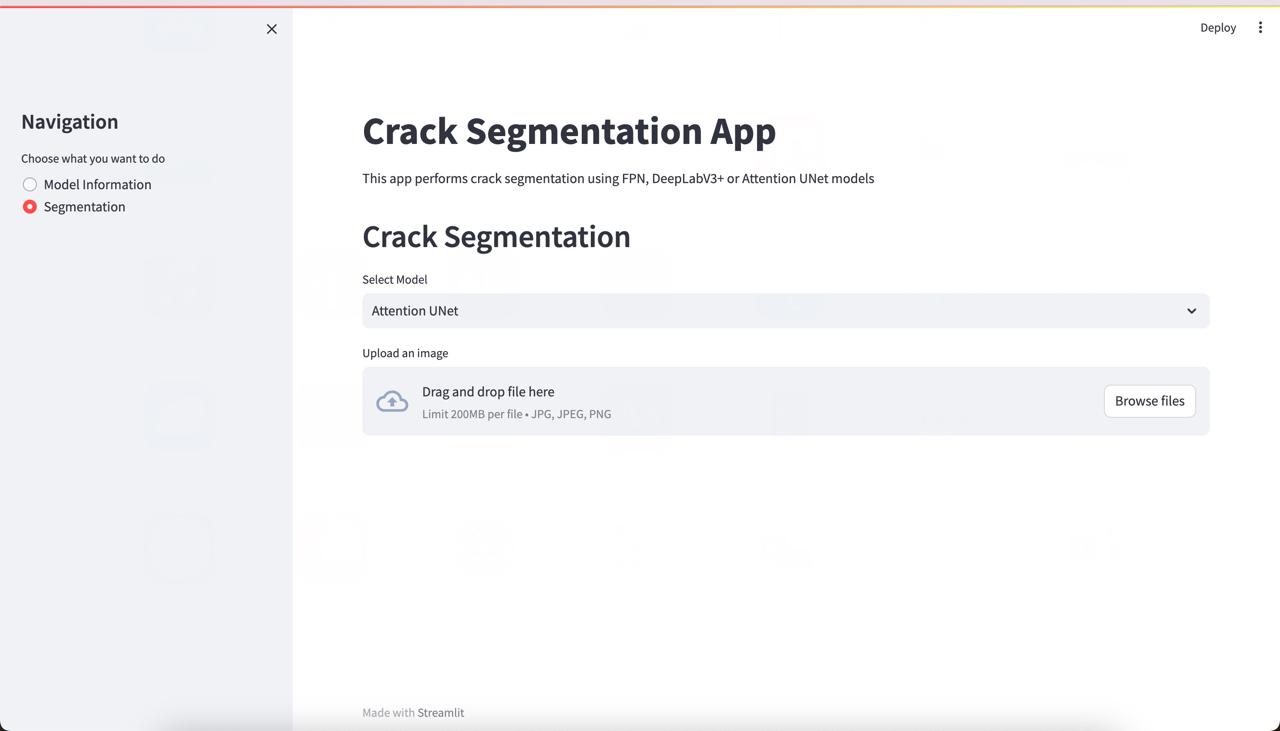 Deploy
Navigation
Choose what you want to do
Model Information
Segmentation
Crack Segmentation App
This app performs crack segmentation using FPN, DeepLabV3+ or Attention UNet models
Crack Segmentation
Select Model
Attention UNet
Upload an image
Drag and drop file here
Limit 200MB per file • JPG, JPEG, PNG
Browse files
Made with Streamlit